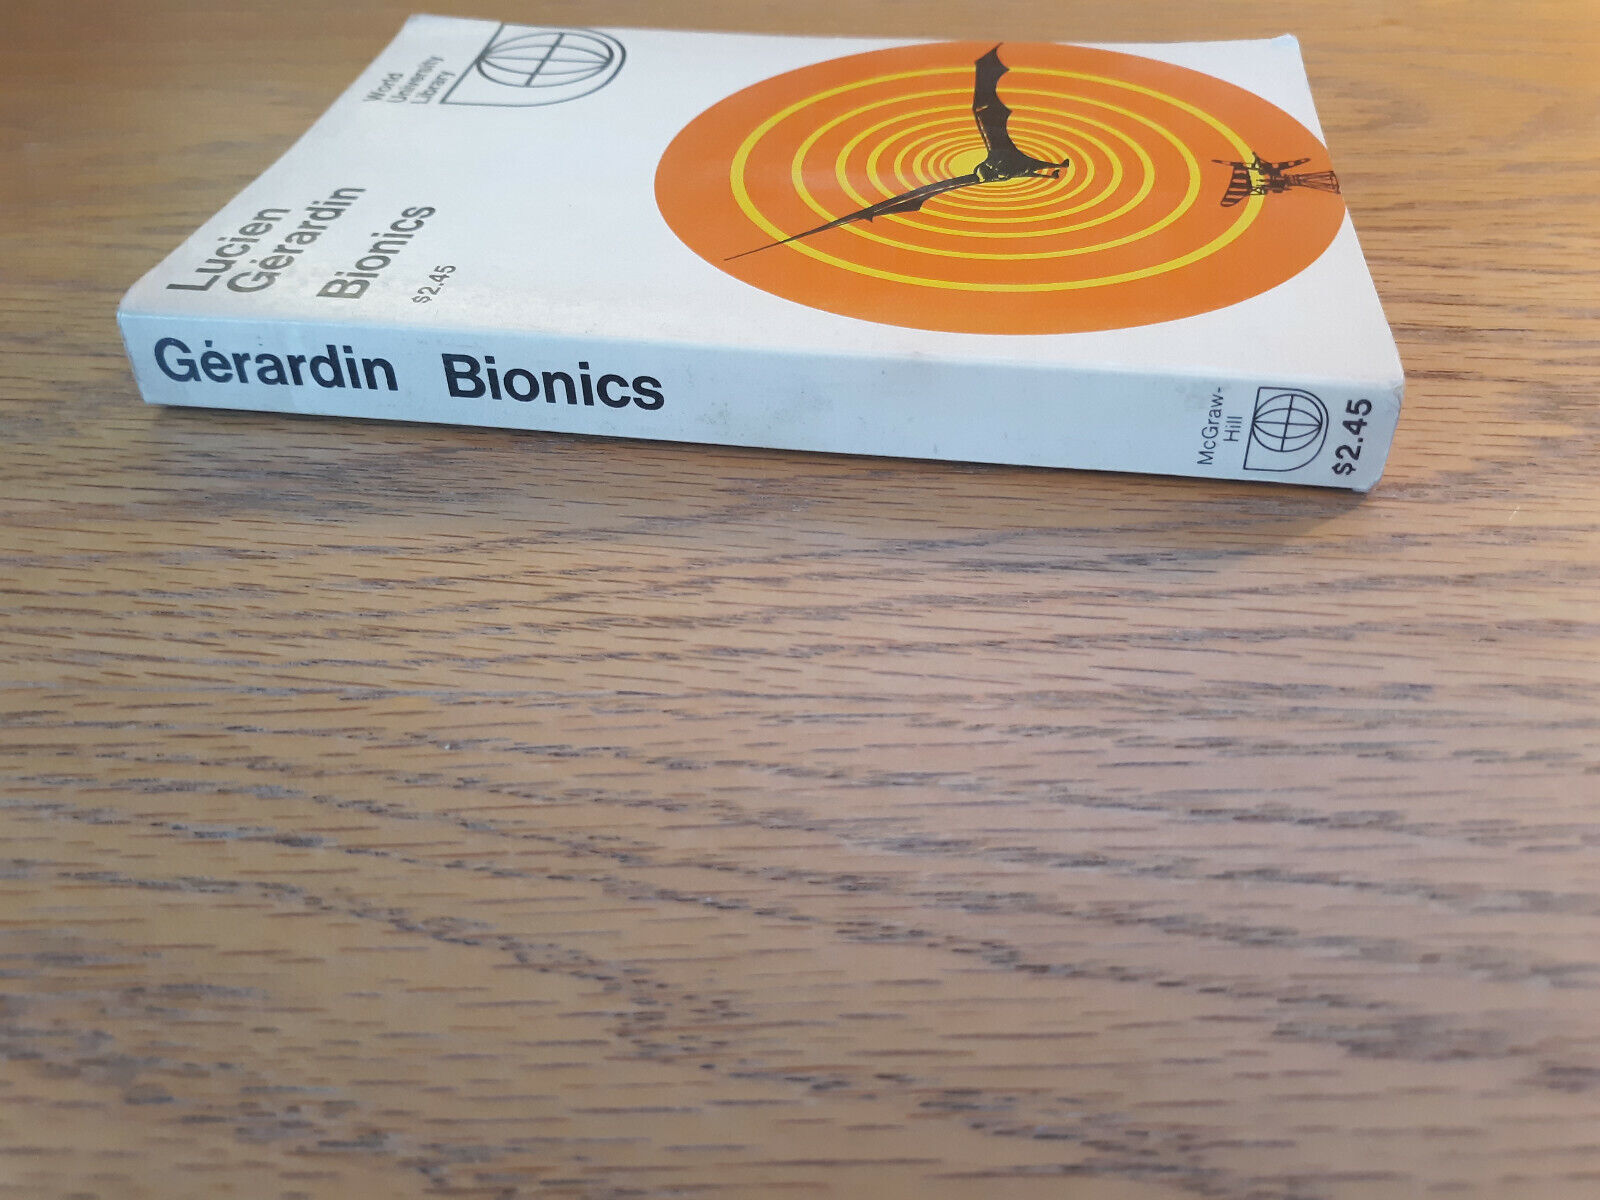 World
University
Library
Lucien
Gérardin
Bionics
$2.45
Gérardin Bionics
McGraw-
Hill
$2.45